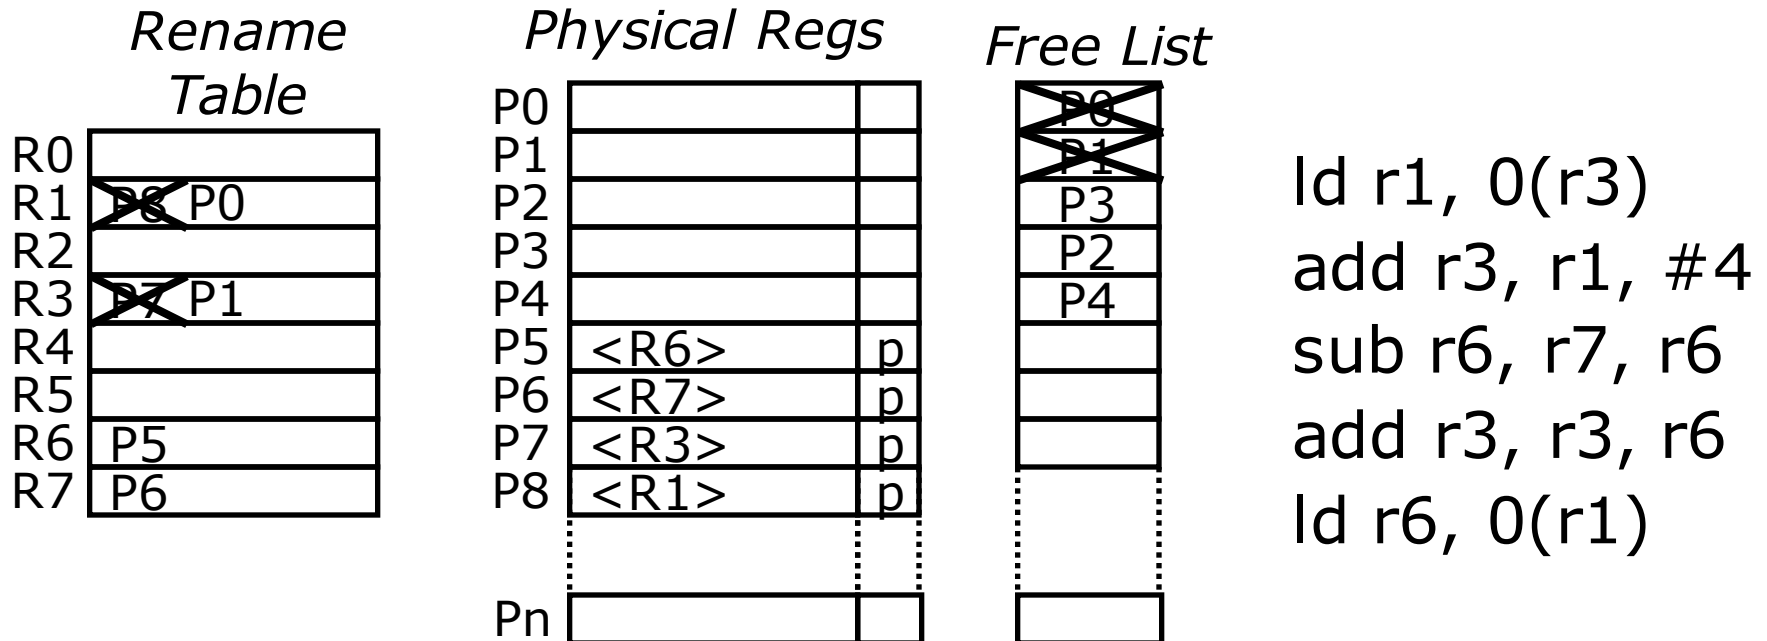 Rename
Table
R0
R1 P8 P0
R2
R3 P7 P1
R4
R5
R6 P5
R7 P6
Physical Regs
P0
P1
P2
P3
P4
P5 <R6> p
P6 <R7> p
P7 <R3> p
P8 <R1> p
Pn
Free List
P0
P1
P3
P2
P4
ld r1, 0(r3)
add r3, r1, #4
sub r6, r7, r6
add r3, r3, r6
ld r6, 0(r1)